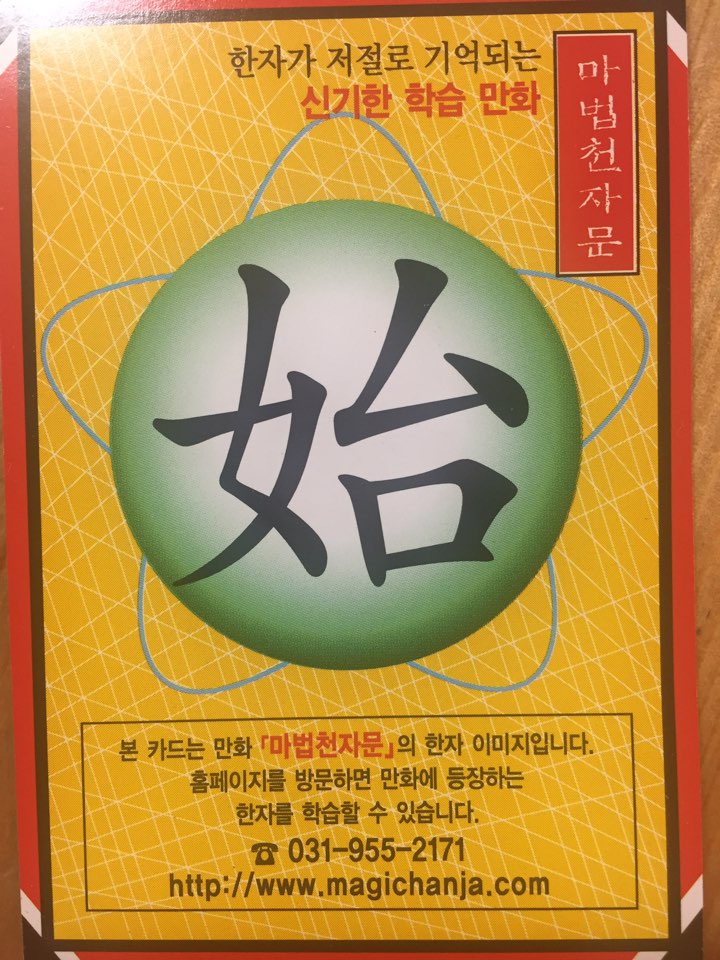 한자가 저절로 기억되는
신기한 학습 만화
마법천자문
始
본 카드는 만화 「마법천자문」의 한자 이미지입니다.
홈페이지를 방문하면 만화에 등장하는
한자를 학습할 수 있습니다.
☎ 031-955-2171
http://www.magichanja.com